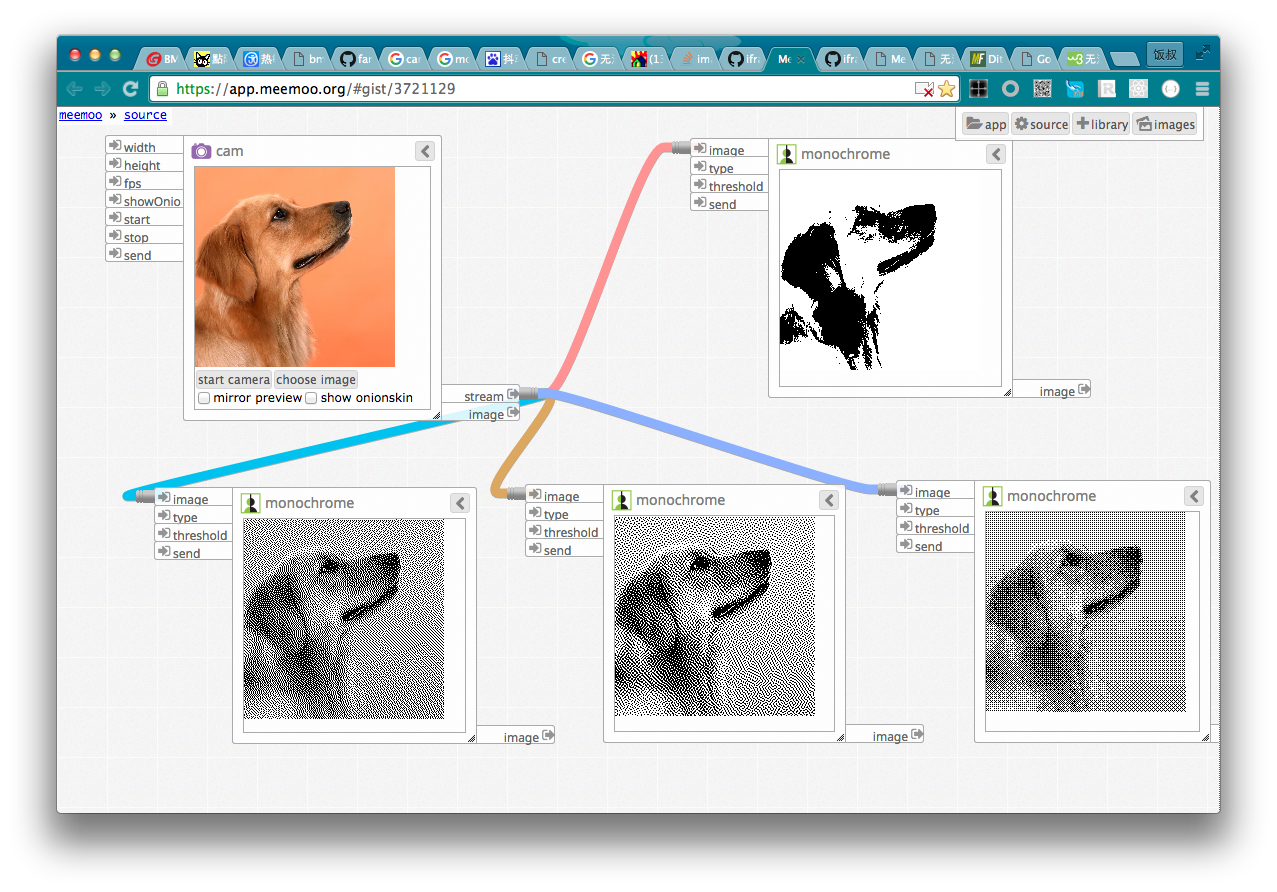 BM
點
热
bn
far
ca
mc
抖
cre
无
(1:
im
ifra
Me
ifra
Me
无
Dit
Go
无
饭叔
https://app.meemoo.org/#gist/3721129
meemoo » source
app
source
library
images
width
height
fps
showOnio
start
stop
send
cam
start camera
choose image
mirror preview
show onionskin
stream
image
image
type
threshold
send
monochrome
image
image
type
threshold
send
monochrome
image
image
type
threshold
send
monochrome
image
image
type
threshold
send
monochrome